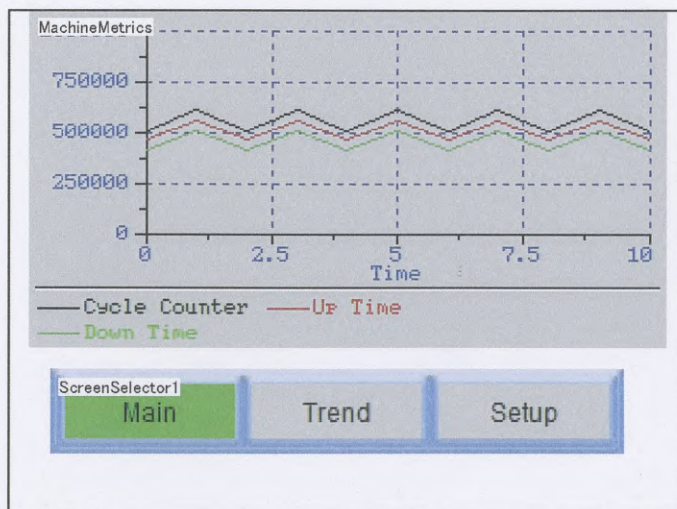 MachineMetrics
750000
500000
250000
0
0 2.5 5 7.5 10
Time
Cycle Counter Up Time
Down Time
ScreenSelector1
Main Trend Setup